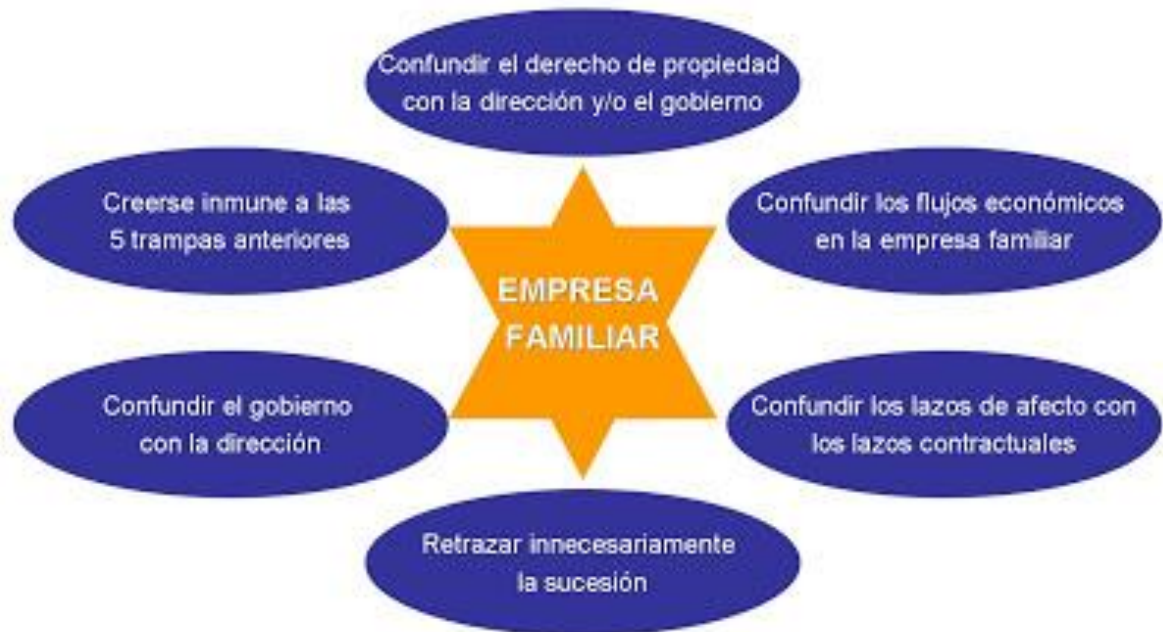 Confundir el derecho de propiedad
con la dirección y/o el gobierno
Creerse inmune a las
5 trampas anteriores
Confundir los flujos económicos
en la empresa familiar
EMPRESA
FAMILIAR
Confundir el gobierno
con la dirección
Confundir los lazos de afecto con
los lazos contractuales
Retrazar innecesariamente
la sucesión